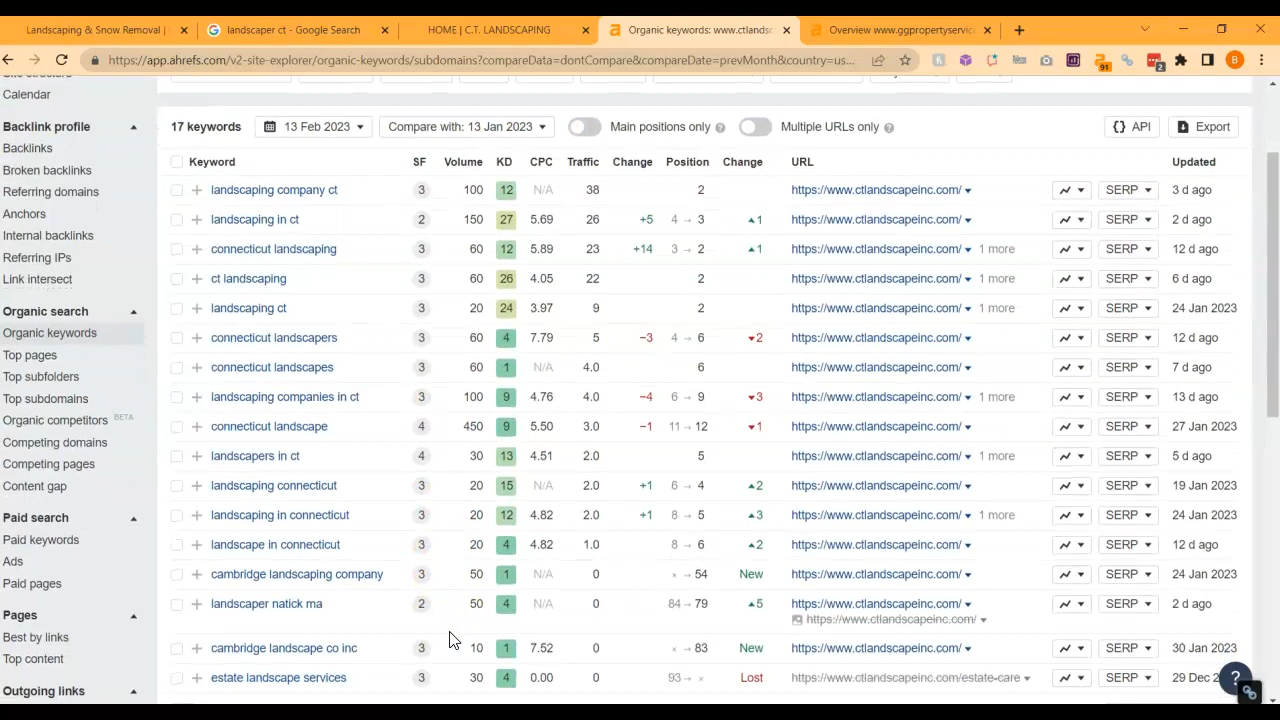 Landscaping & Snow Removal |
landscaper ct - Google Search
HOME | C.T. LANDSCAPING
Organic keywords: www.ctlandsc
Overview www.ggpropertyservice
https://app.ahrefs.com/v2-site-explorer/organic-keywords/subdomains?compareData=dontCompare&compareDate=prevMonth&country=us...
91
2
B
Calendar
Backlink profile
Backlinks
Broken backlinks
Referring domains
Anchors
Internal backlinks
Referring IPs
Link intersect
Organic search
Organic keywords
Top pages
Top subfolders
Top subdomains
Organic competitors BETA
Competing domains
Competing pages
Content gap
Paid search
Paid keywords
Ads
Paid pages
Pages
Best by links
Top content
Outgoing links
17 keywords 13 Feb 2023 Compare with: 13 Jan 2023 Main positions only ? Multiple URLs only ? {} API Export
Keyword SF Volume KD CPC Traffic Change Position Change URL Updated
landscaping company ct 3 100 12 N/A 38 2 https://www.ctlandscapeinc.com/ SERP 3 d ago
landscaping in ct 2 150 27 5.69 26 +5 4 → 3 ▲1 https://www.ctlandscapeinc.com/ SERP 2 d ago
connecticut landscaping 3 60 12 5.89 23 +14 3 → 2 ▲1 https://www.ctlandscapeinc.com/ 1 more SERP 12 d ago
ct landscaping 3 60 26 4.05 22 2 https://www.ctlandscapeinc.com/ 1 more SERP 6 d ago
landscaping ct 3 20 24 3.97 9 2 https://www.ctlandscapeinc.com/ 1 more SERP 24 Jan 2023
connecticut landscapers 3 60 4 7.79 5 −3 4 → 6 ▼2 https://www.ctlandscapeinc.com/ SERP 12 d ago
connecticut landscapes 3 60 1 N/A 4.0 6 https://www.ctlandscapeinc.com/ SERP 7 d ago
landscaping companies in ct 3 100 9 4.76 4.0 −4 6 → 9 ▼3 https://www.ctlandscapeinc.com/ 1 more SERP 13 d ago
connecticut landscape 4 450 9 5.50 3.0 −1 11 → 12 ▼1 https://www.ctlandscapeinc.com/ SERP 27 Jan 2023
landscapers in ct 4 30 13 4.51 2.0 5 https://www.ctlandscapeinc.com/ 1 more SERP 5 d ago
landscaping connecticut 3 20 15 N/A 2.0 +1 6 → 4 ▲2 https://www.ctlandscapeinc.com/ SERP 19 Jan 2023
landscaping in connecticut 3 20 12 4.82 2.0 +1 8 → 5 ▲3 https://www.ctlandscapeinc.com/ 1 more SERP 24 Jan 2023
landscape in connecticut 3 20 4 4.82 1.0 8 → 6 ▲2 https://www.ctlandscapeinc.com/ SERP 12 d ago
cambridge landscaping company 3 50 1 N/A 0 × → 54 New https://www.ctlandscapeinc.com/ SERP 24 Jan 2023
landscaper natick ma 2 50 4 N/A 0 84 → 79 ▲5 https://www.ctlandscapeinc.com/ SERP 2 d ago
https://www.ctlandscapeinc.com/
cambridge landscape co inc 3 10 1 7.52 0 × → 83 New https://www.ctlandscapeinc.com/ SERP 30 Jan 2023
estate landscape services 3 30 4 0.00 0 93 → × Lost https://www.ctlandscapeinc.com/estate-care SERP 29 Dec 2
?